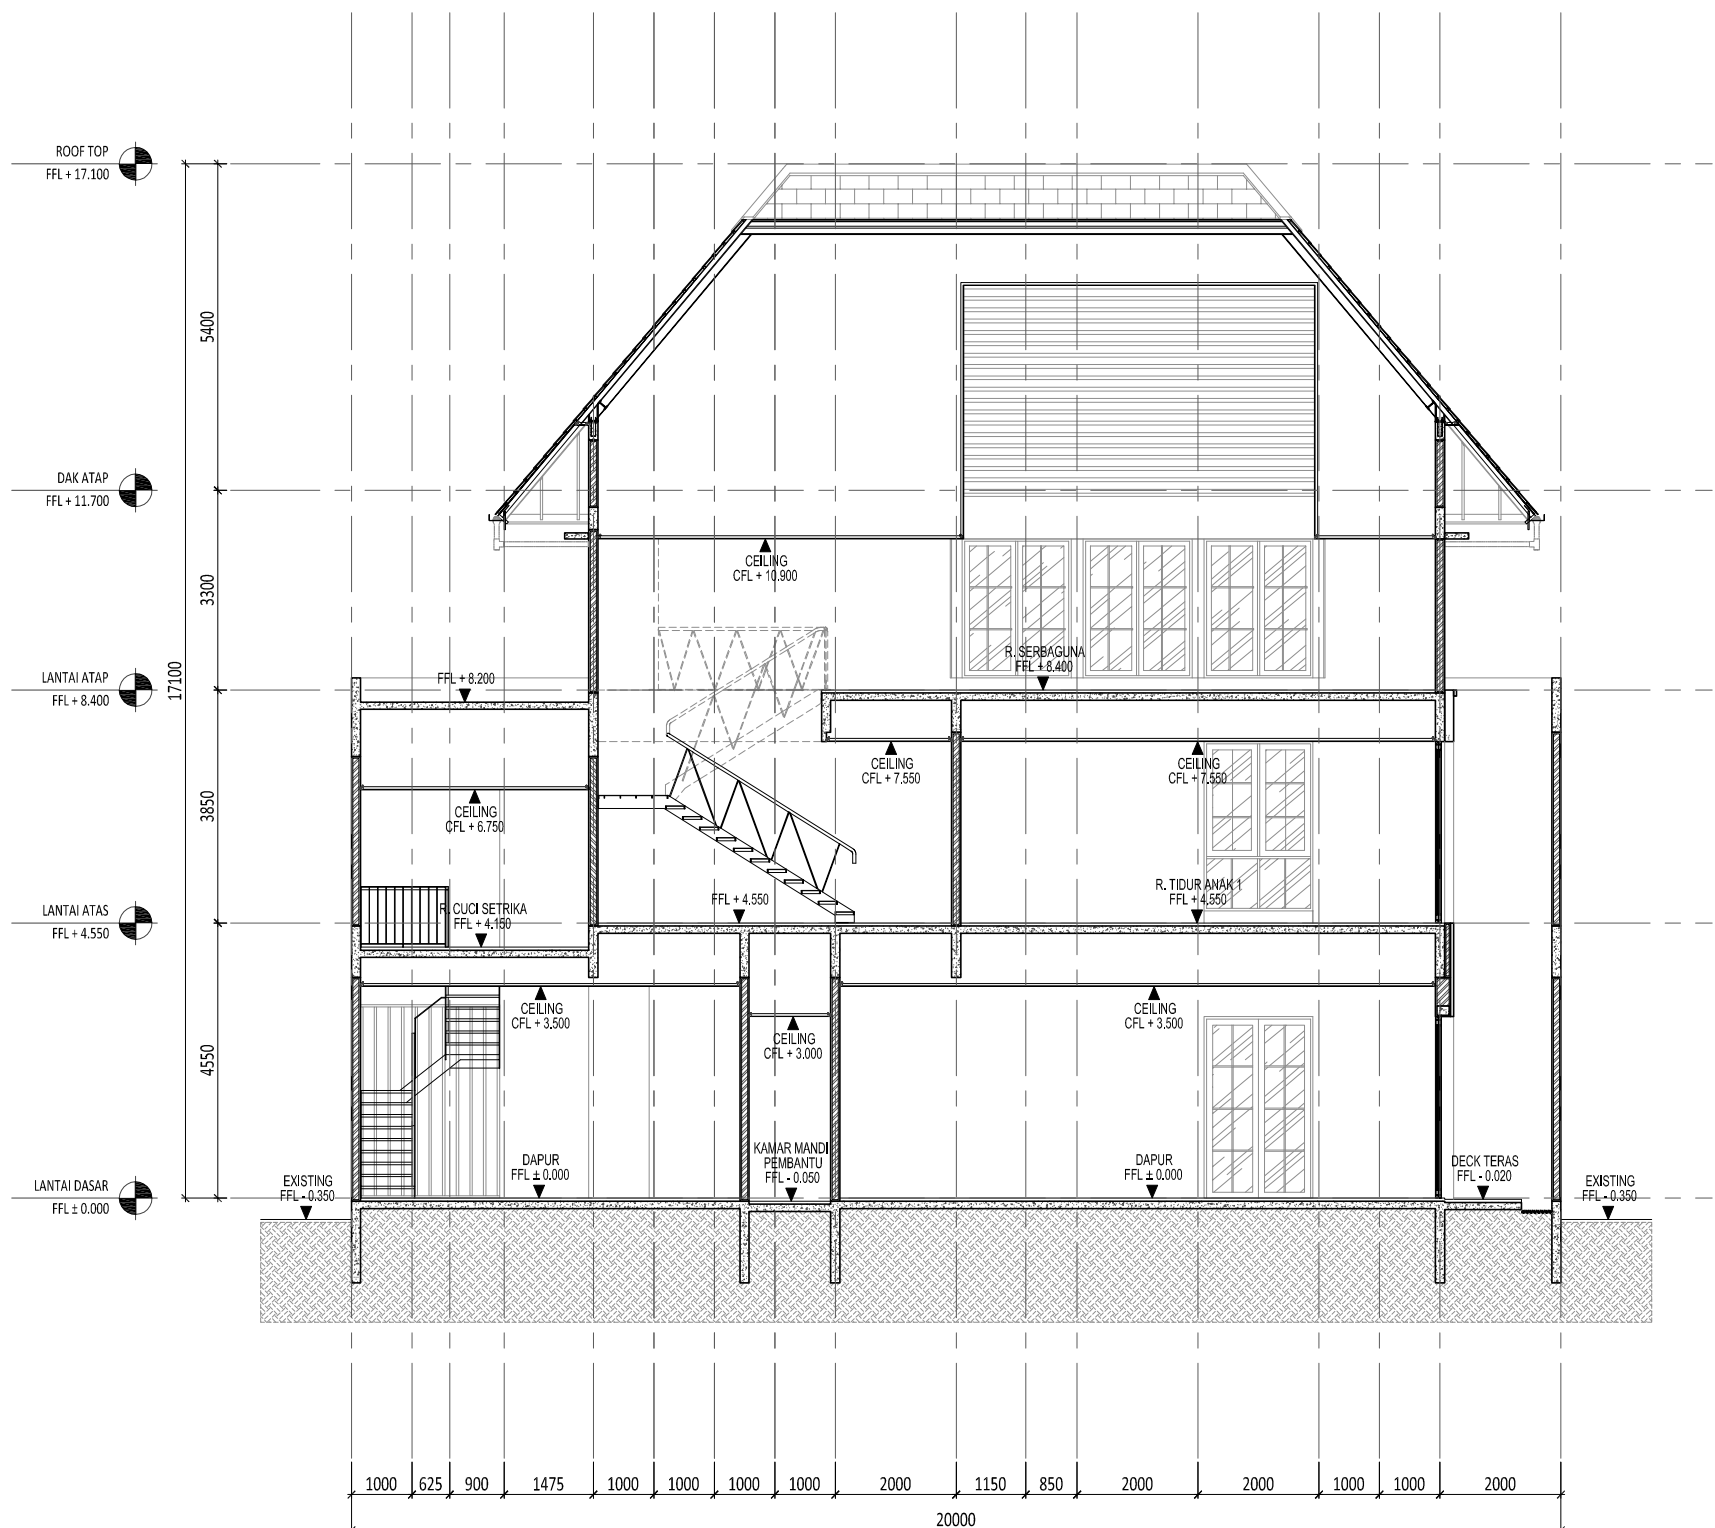 ROOF TOP
FFL + 17.100
5400
DAK ATAP
FFL + 11.700
CEILING
CFL + 10.900
3300
R. SERBAGUNA
FFL + 8.400
17100
LANTAI ATAP
FFL + 8.400
FFL + 8.200
CEILING
CFL + 7.550
CEILING
CFL + 7.550
3850
CEILING
CFL + 6.750
R. TIDUR ANAK 1
FFL + 4.550
FFL + 4.550
LANTAI ATAS
FFL + 4.550
R. CUCI SETRIKA
FFL + 4.150
CEILING
CFL + 3.500
CEILING
CFL + 3.500
CEILING
CFL + 3.000
4550
KAMAR MANDI
PEMBANTU
FFL - 0.050
DAPUR
FFL ± 0.000
DAPUR
FFL ± 0.000
DECK TERAS
FFL - 0.020
LANTAI DASAR
FFL ± 0.000
EXISTING
FFL - 0.350
EXISTING
FFL - 0.350
1000 625 900 1475 1000 1000 1000 1000 2000 1150 850 2000 2000 1000 1000 2000
20000